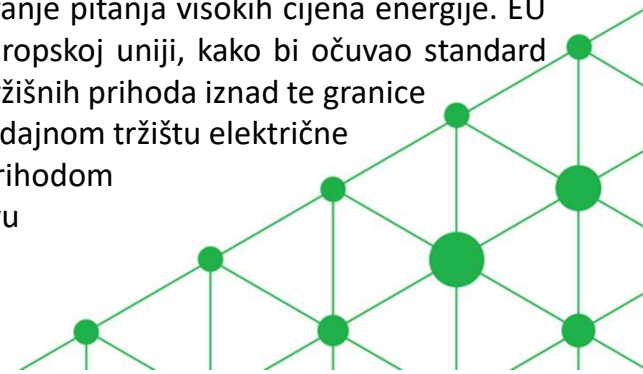 anje pitanja visokih cijena energije. EU
ropskoj uniji, kako bi očuvao standard
žišnih prihoda iznad te granice
dajnom tržištu električne
rihodom
u